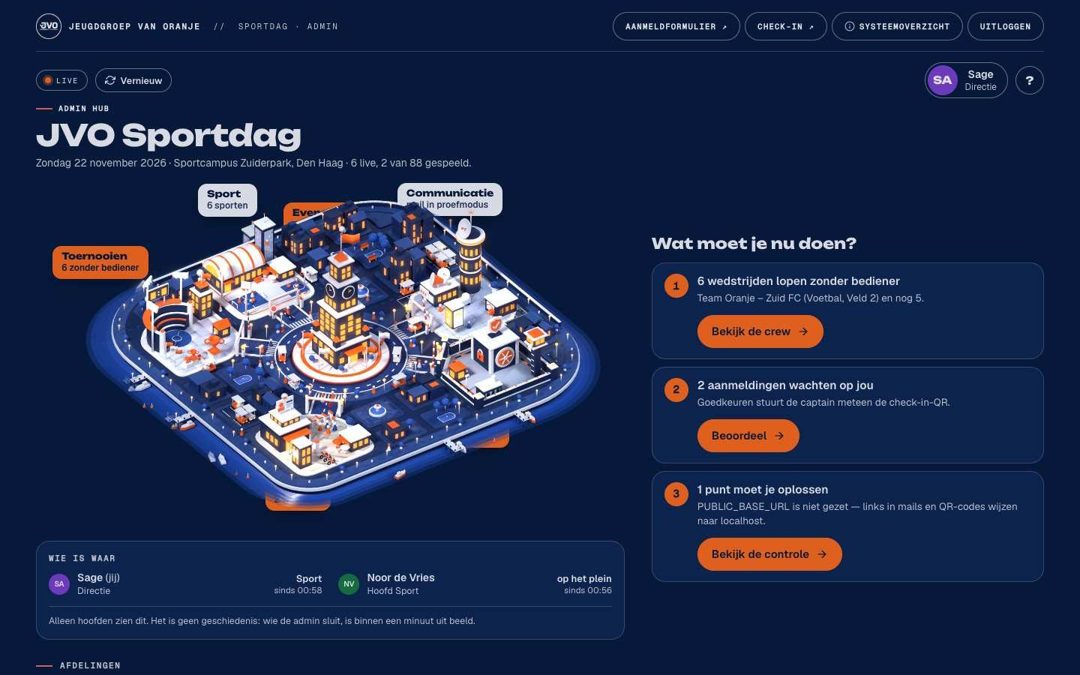 JVO JEUGDGROEP VAN ORANJE // SPORTDAG · ADMIN
AANMELDFORMULIER ↗ CHECK-IN ↗ SYSTEEMOVERZICHT UITLOGGEN
LIVE Vernieuw
SA Sage
Directie
?
ADMIN HUB
JVO Sportdag
Zondag 22 november 2026 · Sportcampus Zuiderpark, Den Haag · 6 live, 2 van 88 gespeeld.
Sport
6 sporten
Communicatie
in proefmodus
Toernooien
6 zonder bediener
Wat moet je nu doen?
1 6 wedstrijden lopen zonder bediener
Team Oranje – Zuid FC (Voetbal, Veld 2) en nog 5.
Bekijk de crew →
2 2 aanmeldingen wachten op jou
Goedkeuren stuurt de captain meteen de check-in-QR.
Beoordeel →
3 1 punt moet je oplossen
PUBLIC_BASE_URL is niet gezet — links in mails en QR-codes wijzen
naar localhost.
Bekijk de controle →
WIE IS WAAR
SA Sage (jij) Sport
Directie sinds 00:58
NV Noor de Vries op het plein
Hoofd Sport sinds 00:56
Alleen hoofden zien dit. Het is geen geschiedenis: wie de admin sluit, is binnen een minuut uit beeld.
AFDELINGEN